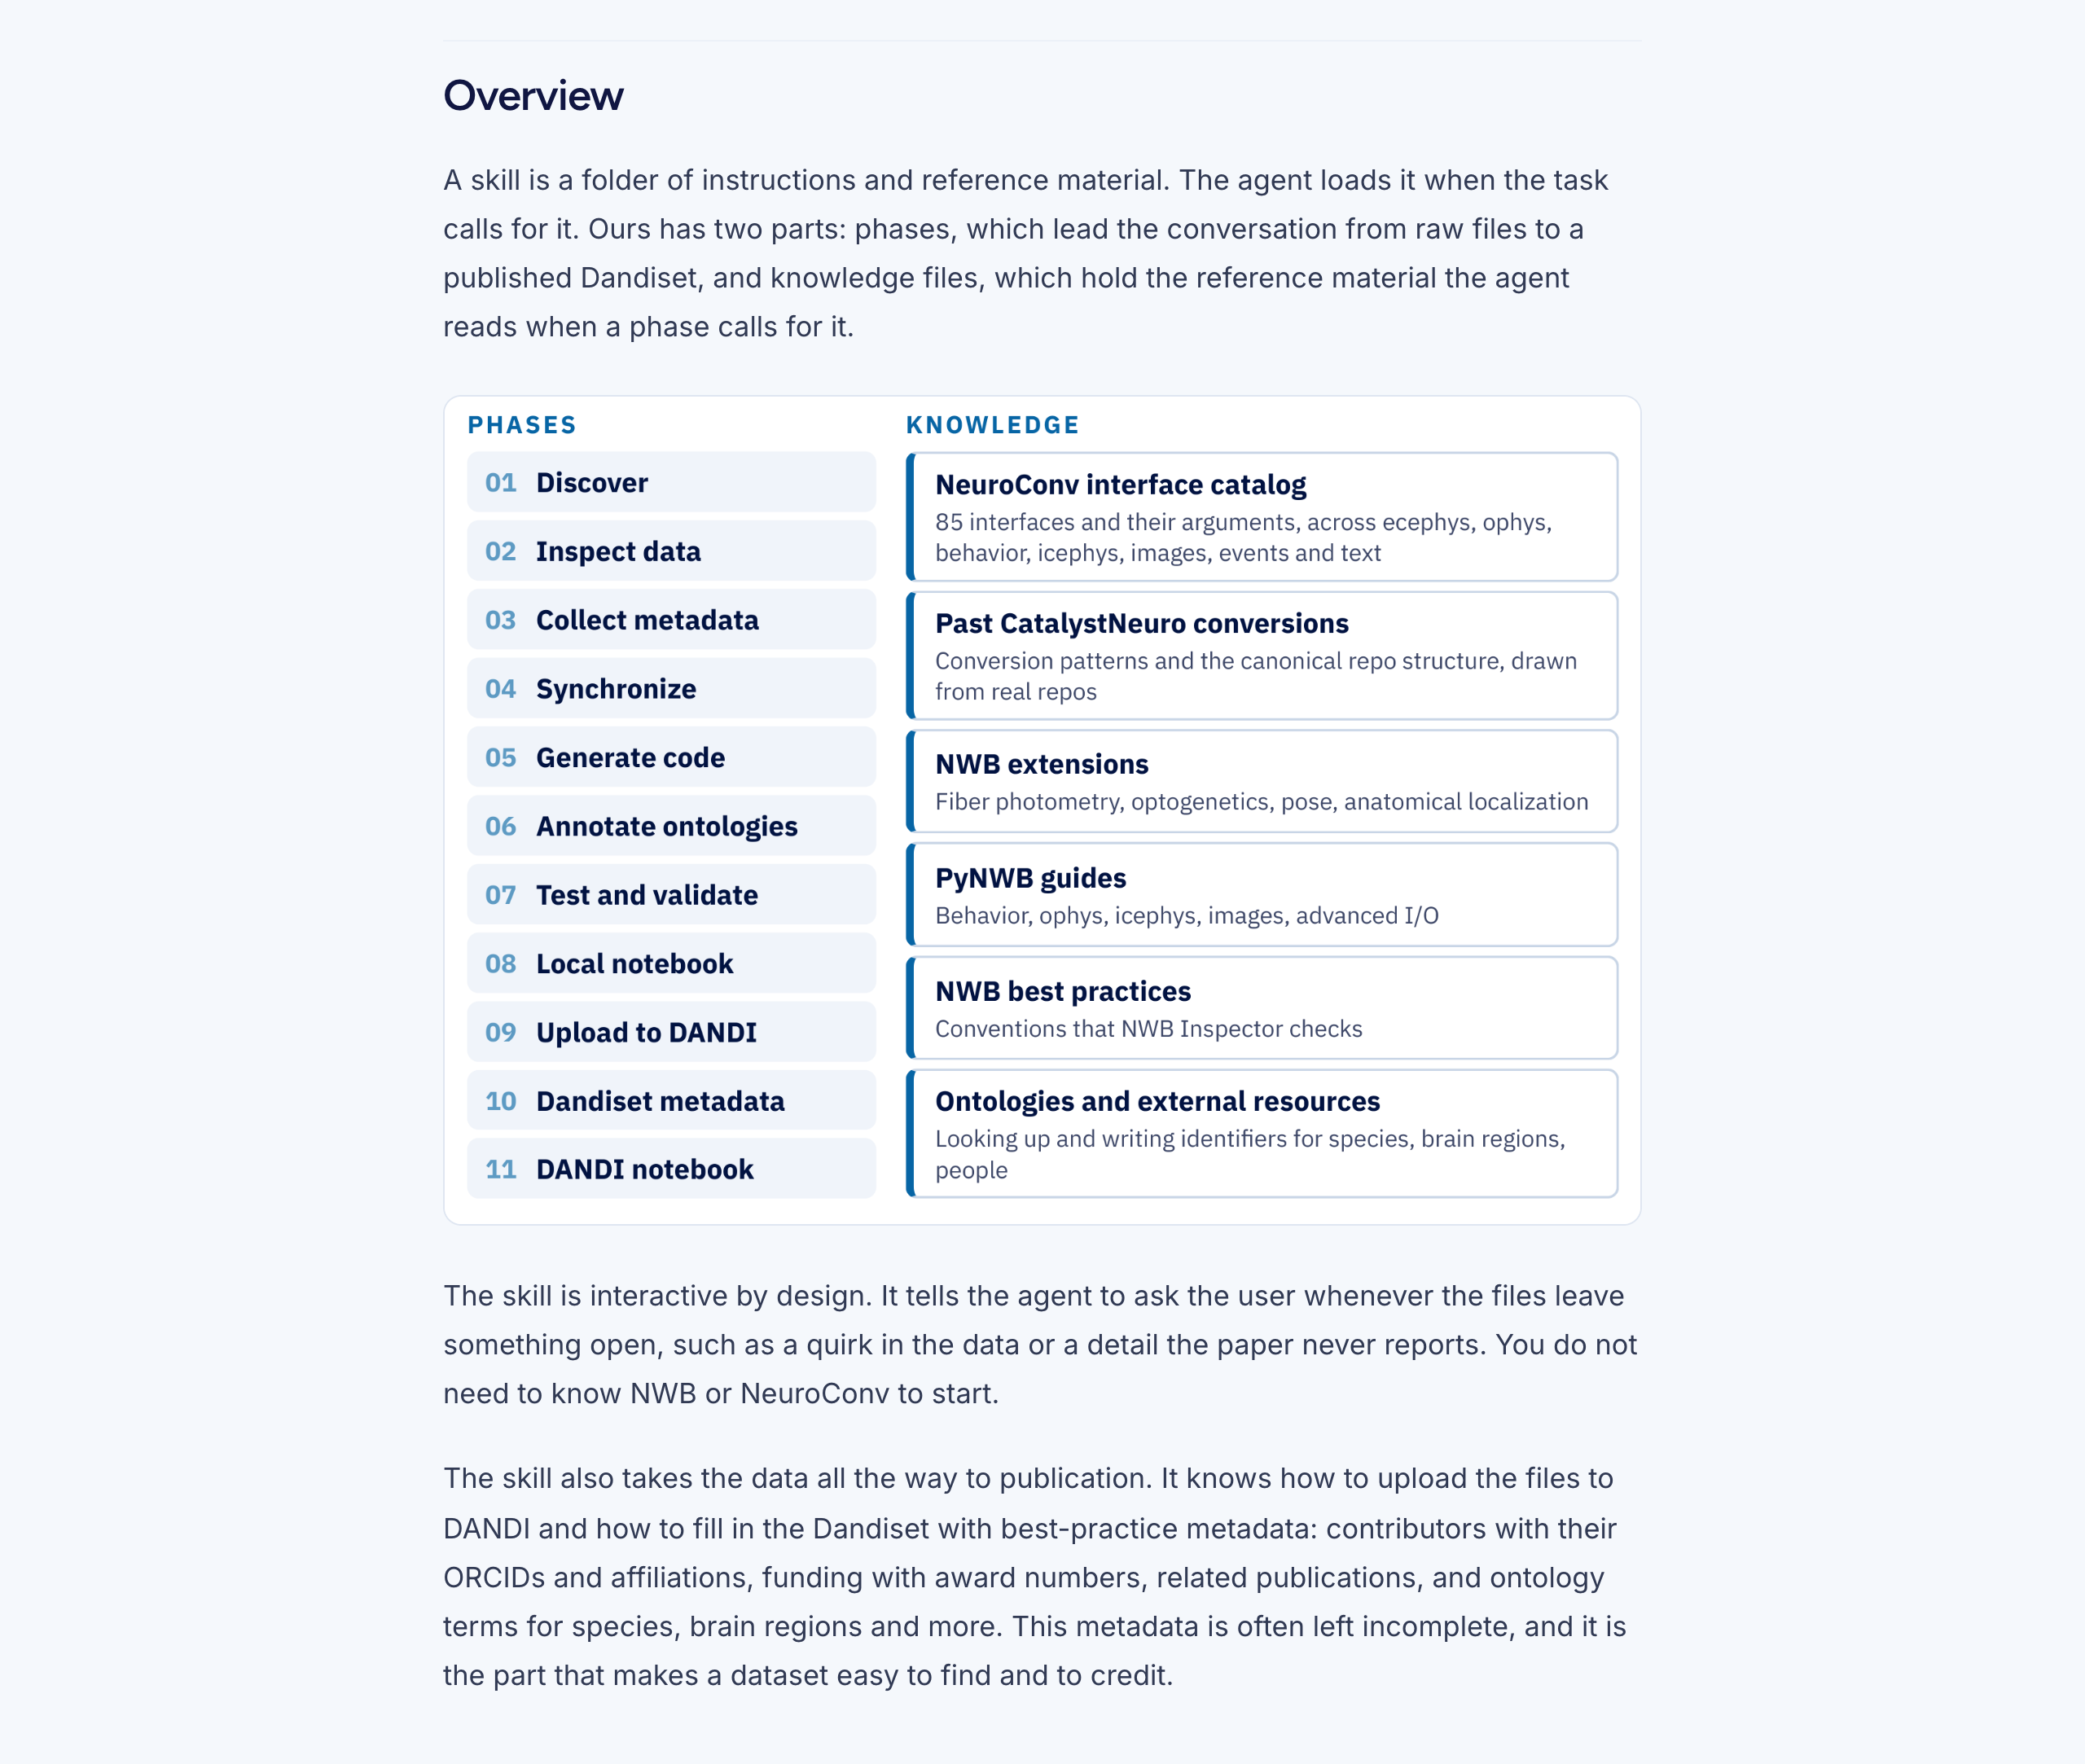 Overview
A skill is a folder of instructions and reference material. The agent loads it when the task
calls for it. Ours has two parts: phases, which lead the conversation from raw files to a
published Dandiset, and knowledge files, which hold the reference material the agent
reads when a phase calls for it.
PHASES
01 Discover
02 Inspect data
03 Collect metadata
04 Synchronize
05 Generate code
06 Annotate ontologies
07 Test and validate
08 Local notebook
09 Upload to DANDI
10 Dandiset metadata
11 DANDI notebook
KNOWLEDGE
NeuroConv interface catalog
85 interfaces and their arguments, across ecephys, ophys,
behavior, icephys, images, events and text
Past CatalystNeuro conversions
Conversion patterns and the canonical repo structure, drawn
from real repos
NWB extensions
Fiber photometry, optogenetics, pose, anatomical localization
PyNWB guides
Behavior, ophys, icephys, images, advanced I/O
NWB best practices
Conventions that NWB Inspector checks
Ontologies and external resources
Looking up and writing identifiers for species, brain regions,
people
The skill is interactive by design. It tells the agent to ask the user whenever the files leave
something open, such as a quirk in the data or a detail the paper never reports. You do not
need to know NWB or NeuroConv to start.
The skill also takes the data all the way to publication. It knows how to upload the files to
DANDI and how to fill in the Dandiset with best-practice metadata: contributors with their
ORCIDs and affiliations, funding with award numbers, related publications, and ontology
terms for species, brain regions and more. This metadata is often left incomplete, and it is
the part that makes a dataset easy to find and to credit.